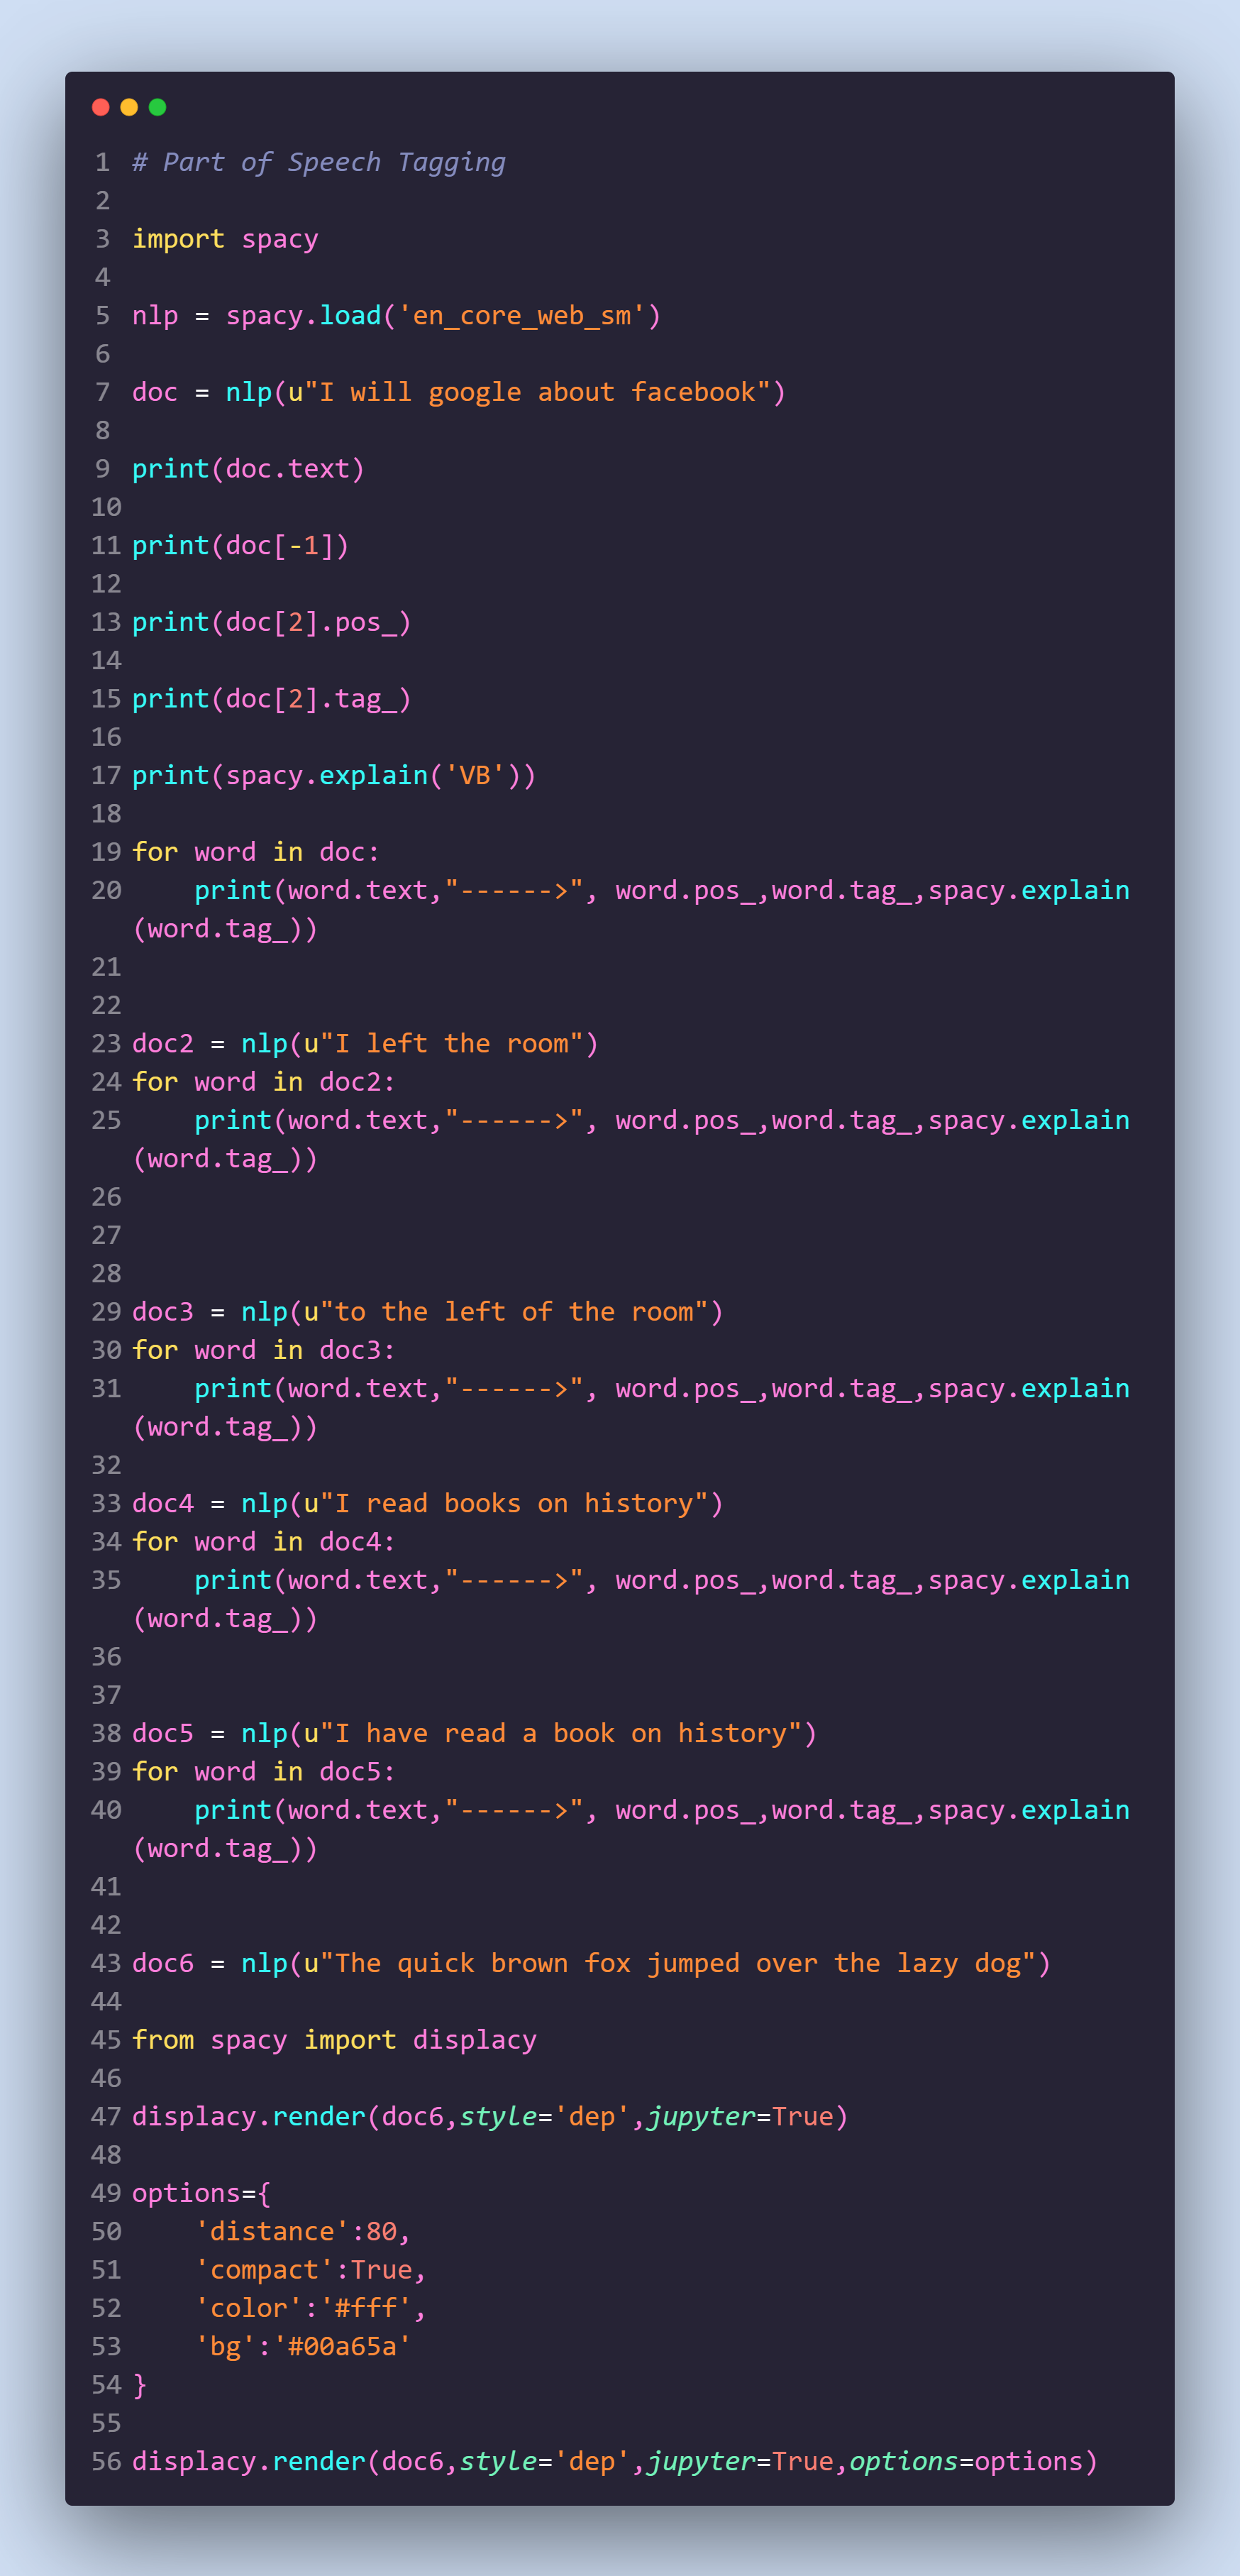 1 # Part of Speech Tagging
2
3 import spacy
4
5 nlp = spacy.load('en_core_web_sm')
6
7 doc = nlp(u"I will google about facebook")
8
9 print(doc.text)
10
11 print(doc[-1])
12
13 print(doc[2].pos_)
14
15 print(doc[2].tag_)
16
17 print(spacy.explain('VB'))
18
19 for word in doc:
20     print(word.text,"------>", word.pos_,word.tag_,spacy.explain
(word.tag_))
21
22
23 doc2 = nlp(u"I left the room")
24 for word in doc2:
25     print(word.text,"------>", word.pos_,word.tag_,spacy.explain
(word.tag_))
26
27
28
29 doc3 = nlp(u"to the left of the room")
30 for word in doc3:
31     print(word.text,"------>", word.pos_,word.tag_,spacy.explain
(word.tag_))
32
33 doc4 = nlp(u"I read books on history")
34 for word in doc4:
35     print(word.text,"------>", word.pos_,word.tag_,spacy.explain
(word.tag_))
36
37
38 doc5 = nlp(u"I have read a book on history")
39 for word in doc5:
40     print(word.text,"------>", word.pos_,word.tag_,spacy.explain
(word.tag_))
41
42
43 doc6 = nlp(u"The quick brown fox jumped over the lazy dog")
44
45 from spacy import displacy
46
47 displacy.render(doc6,style='dep',jupyter=True)
48
49 options={
50     'distance':80,
51     'compact':True,
52     'color':'#fff',
53     'bg':'#00a65a'
54 }
55
56 displacy.render(doc6,style='dep',jupyter=True,options=options)